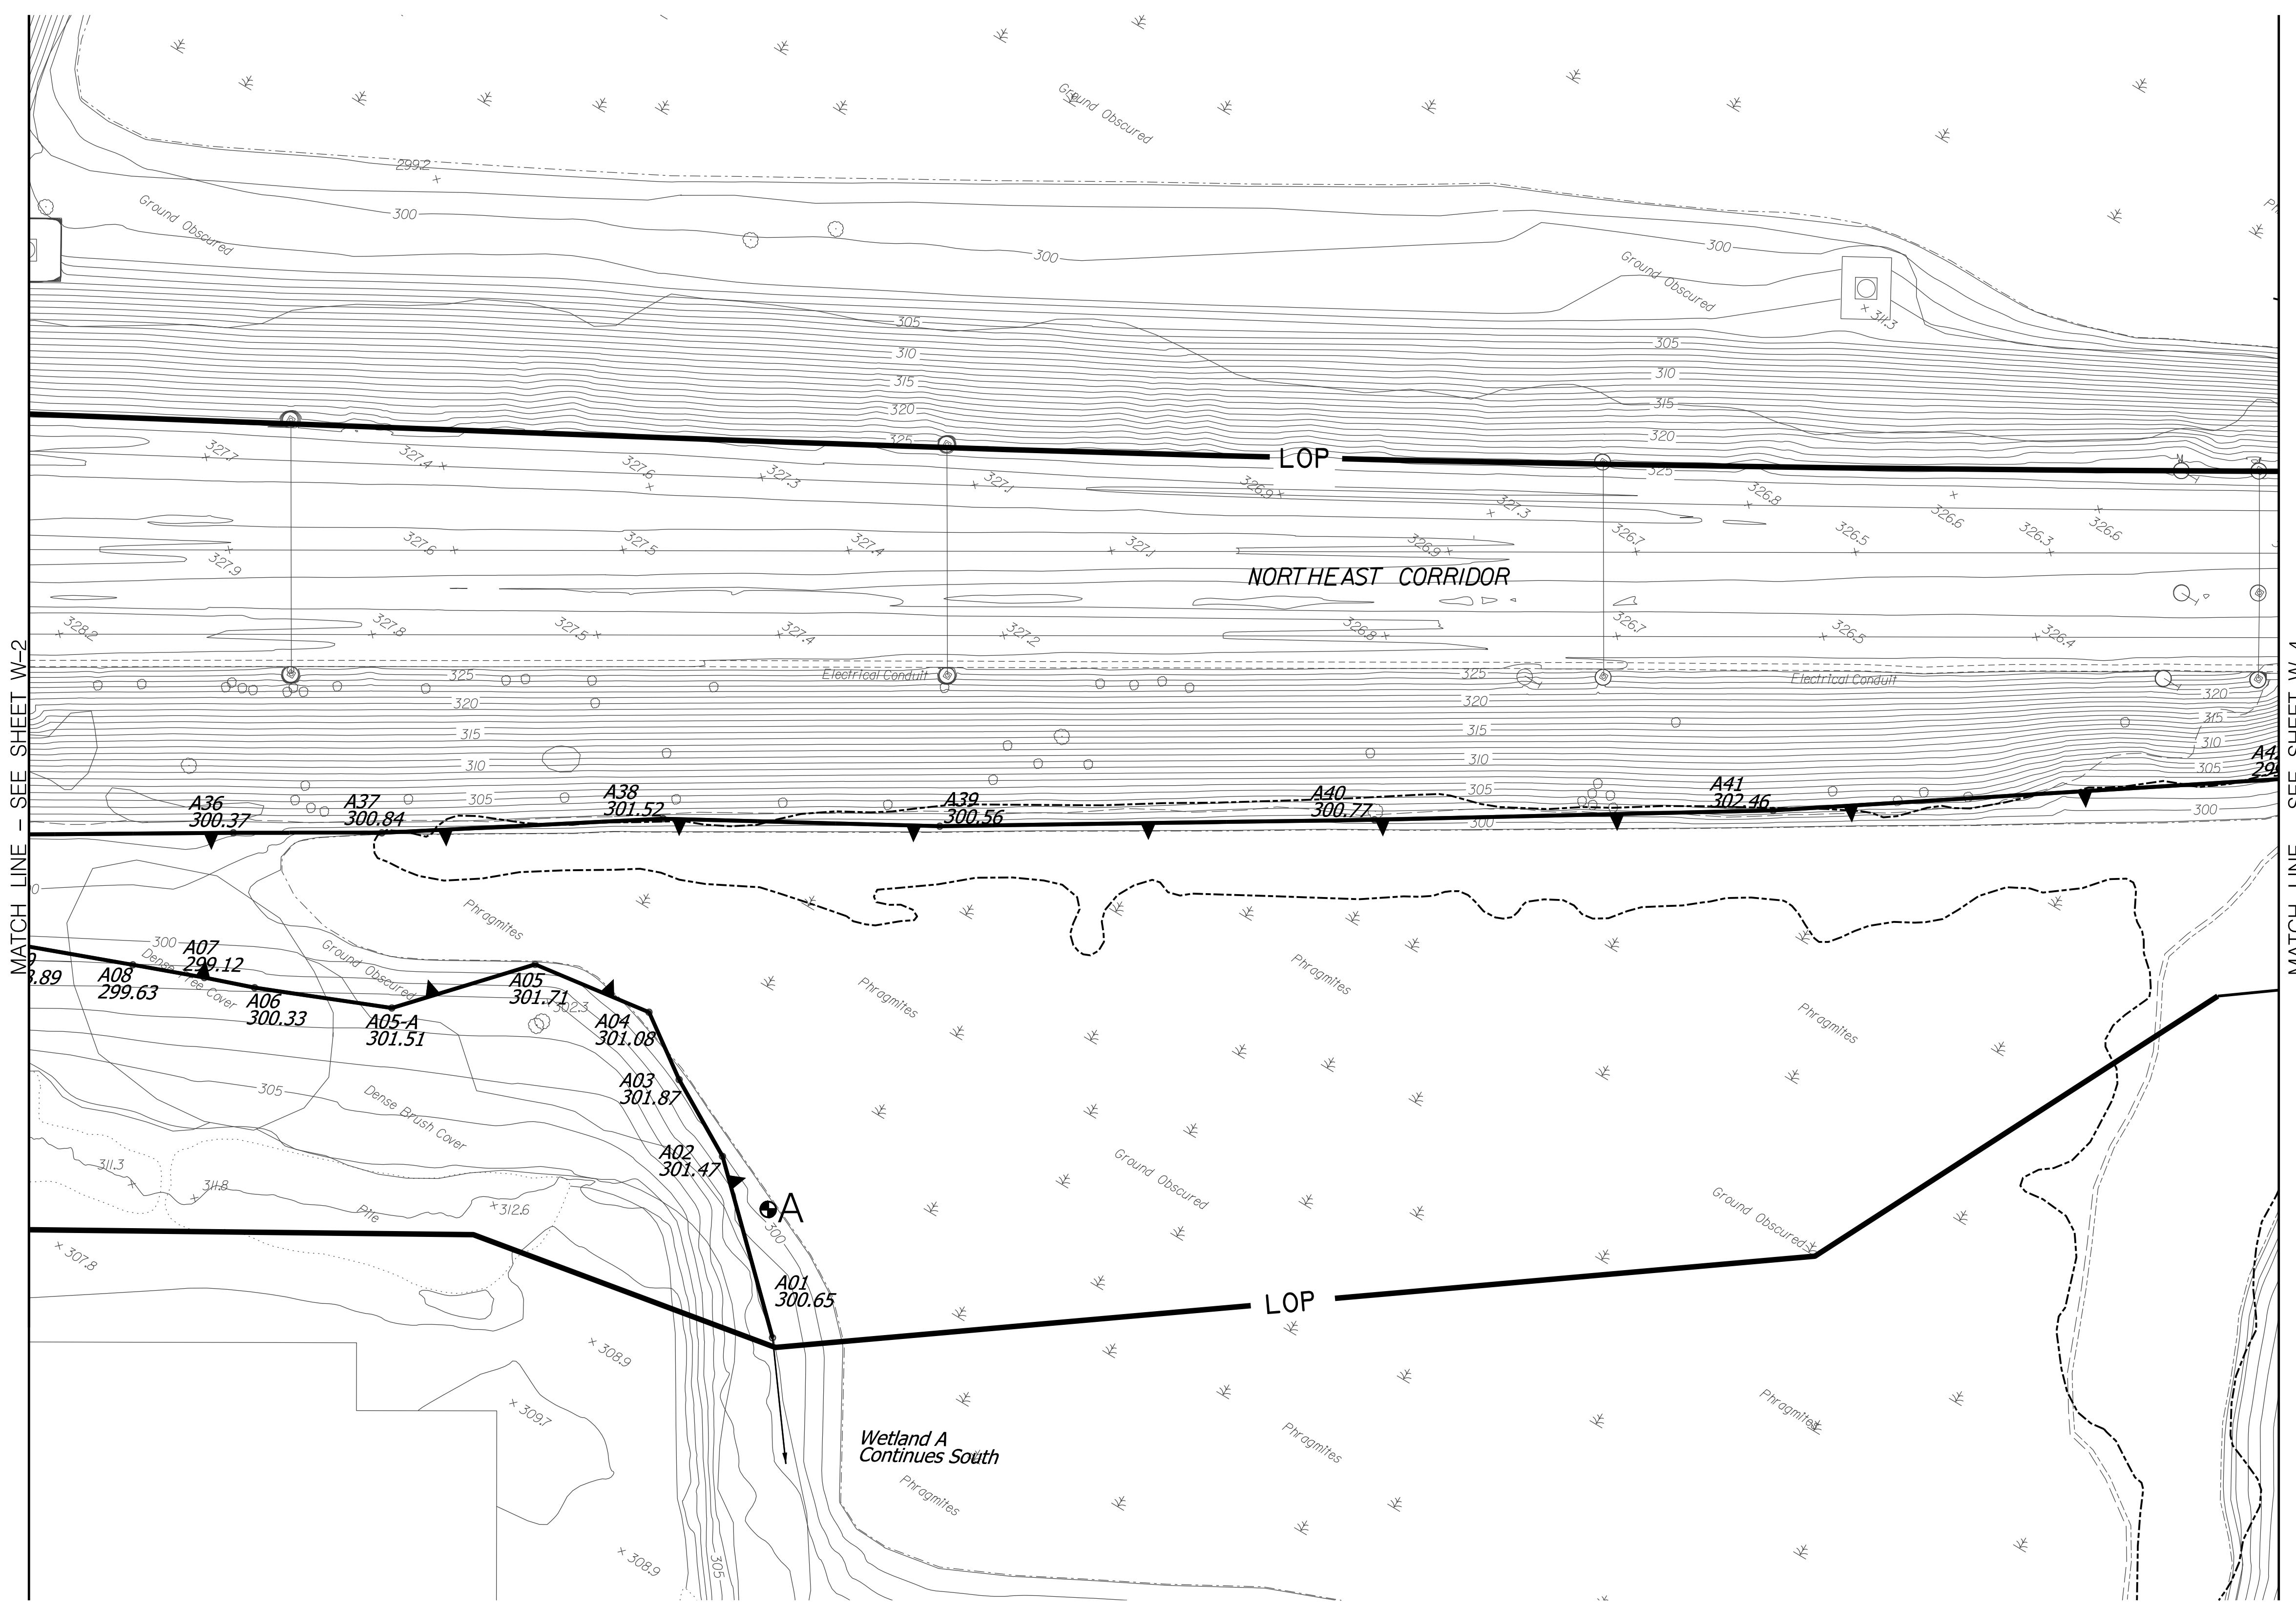 Ground Obscured
299.2
Ground Obscured
300
300
300
Ground Obscured
311.3
305
305
310
310
315
315
320
320
325
LOP
325
327.7
327.4
327.6
327.3
327.1
326.9
327.3
326.8
326.6
326.6
327.9
327.6
327.5
327.4
327.1
326.9
326.7
326.5
326.3
NORTHEAST CORRIDOR
328.2
327.8
327.5
327.4
327.2
326.8
326.7
326.5
326.4
MATCH LINE - SEE SHEET W-2
325
Electrical Conduit
325
Electrical Conduit
320
320
320
315
315
315
310
310
310
305
305
305
300
300
A36
300.37
A37
300.84
A38
301.52
A39
300.56
A40
300.77
A41
302.46
Phragmites
300
A07
299.12
Dense Tree Cover
Ground Obscured
A08
299.63
A06
300.33
A05-A
301.51
A05
301.71
302.3
A04
301.08
Phragmites
Phragmites
Phragmites
A03
301.87
305
Dense Brush Cover
A02
301.47
Ground Obscured
Ground Obscured
311.3
311.8
Pile
312.6
A
300
307.8
A01
300.65
LOP
308.9
309.7
Phragmites
Phragmites
Wetland A
Continues South
Phragmites
308.9
305